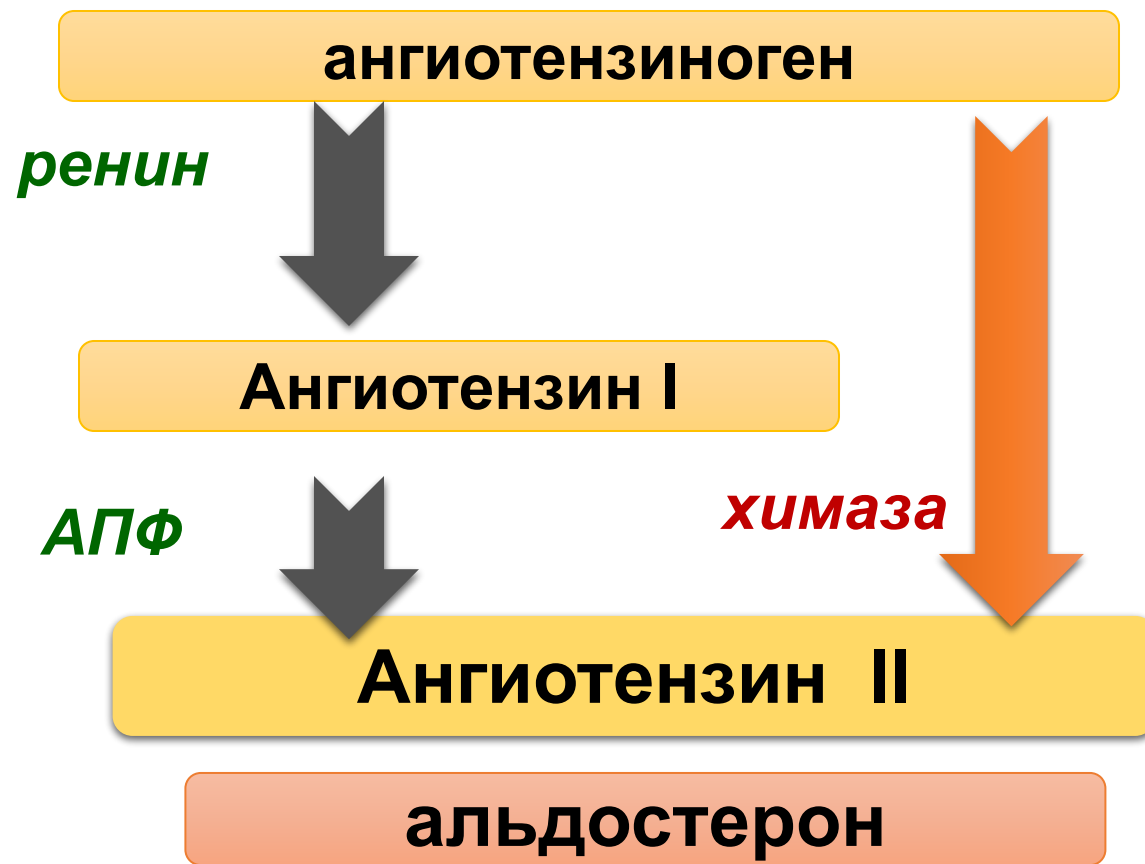 ангиотензиноген
ренин
Ангиотензин I
АПФ
химаза
Ангиотензин II
альдостерон